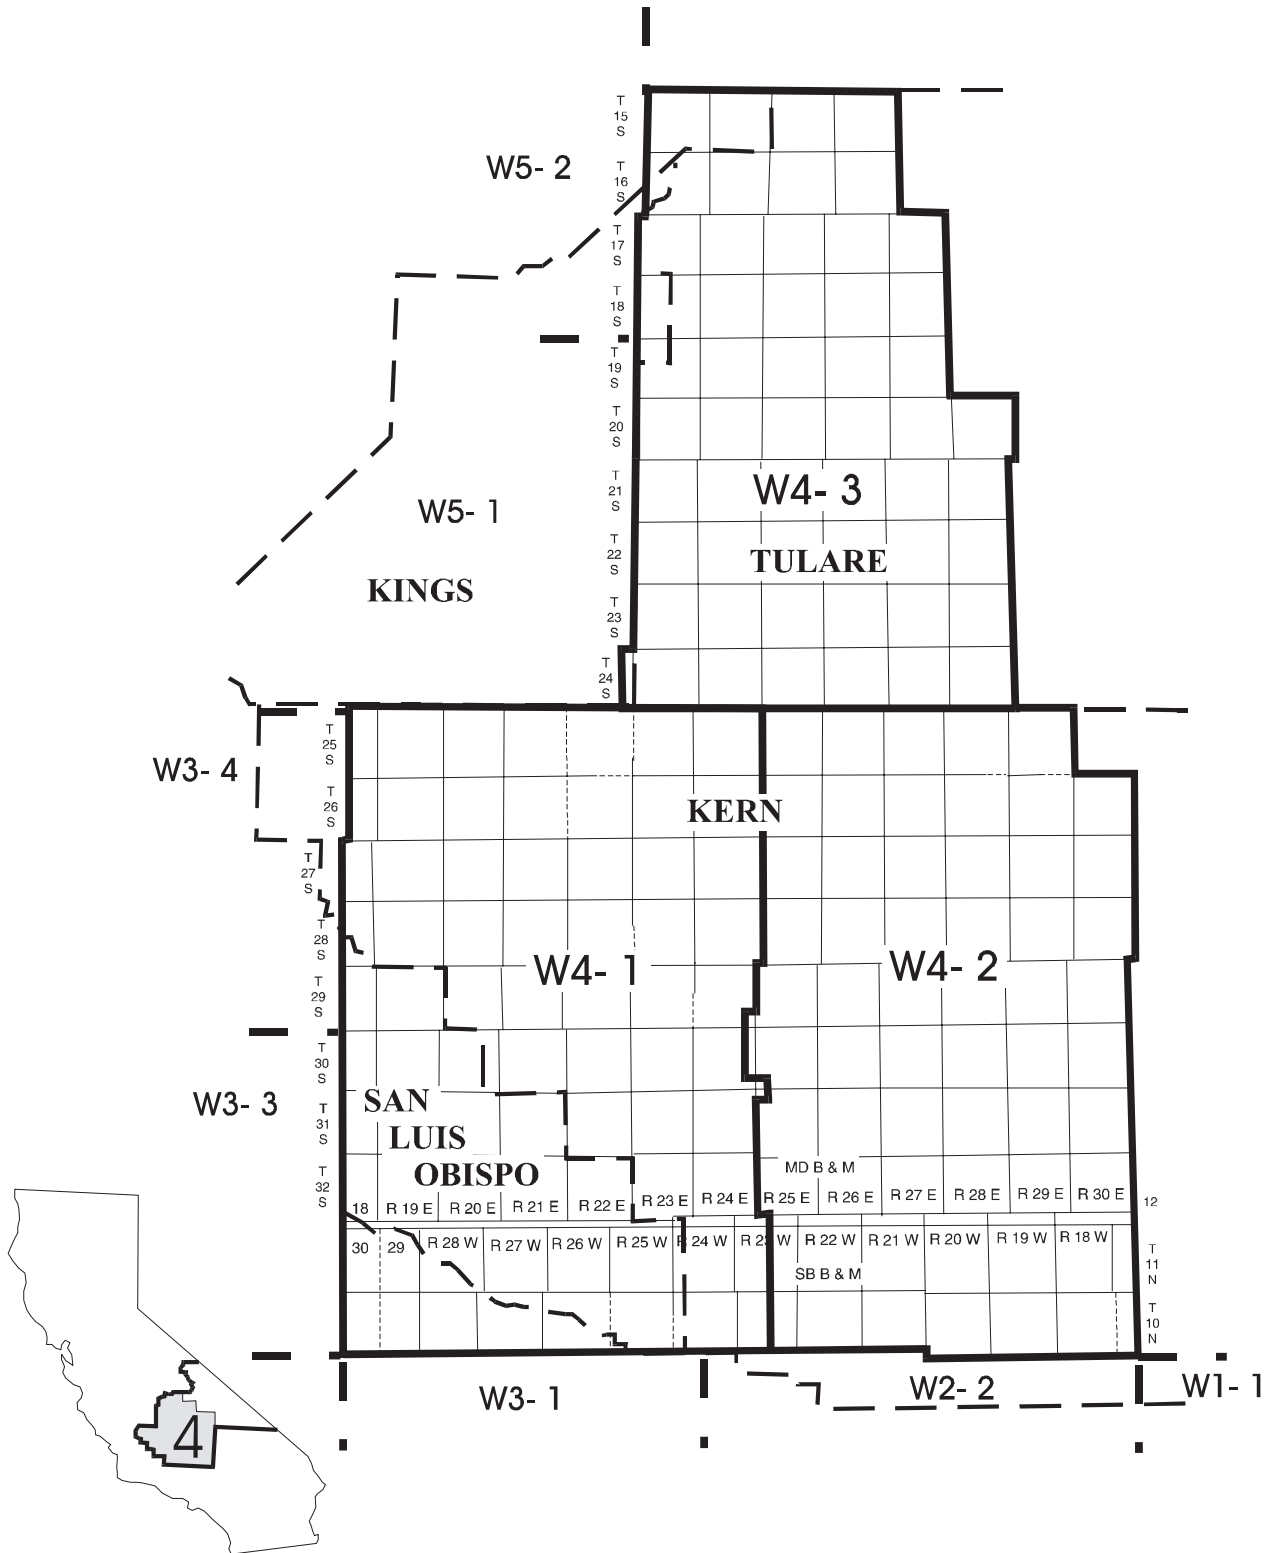 T
15
S
W5- 2
T
16
S
T
17
S
T
18
S
T
19
S
T
20
S
W4- 3
T
21
S
W5- 1
TULARE
T
22
S
KINGS
T
23
S
T
24
S
T
25
S
W3- 4
T
26
S
KERN
T
27
S
T
28
S
W4- 1
W4- 2
T
29
S
T
30
S
W3- 3
SAN
LUIS
OBISPO
T
31
S
MD B & M
T
32
S
18 R 19 E R 20 E R 21 E R 22 E R 23 E R 24 E R 25 E R 26 E R 27 E R 28 E R 29 E R 30 E 12
30 29 R 28 W R 27 W R 26 W R 25 W R 24 W R 23 W R 22 W R 21 W R 20 W R 19 W R 18 W
T
11
N
SB B & M
T
10
N
W3- 1
W2- 2
W1- 1
4